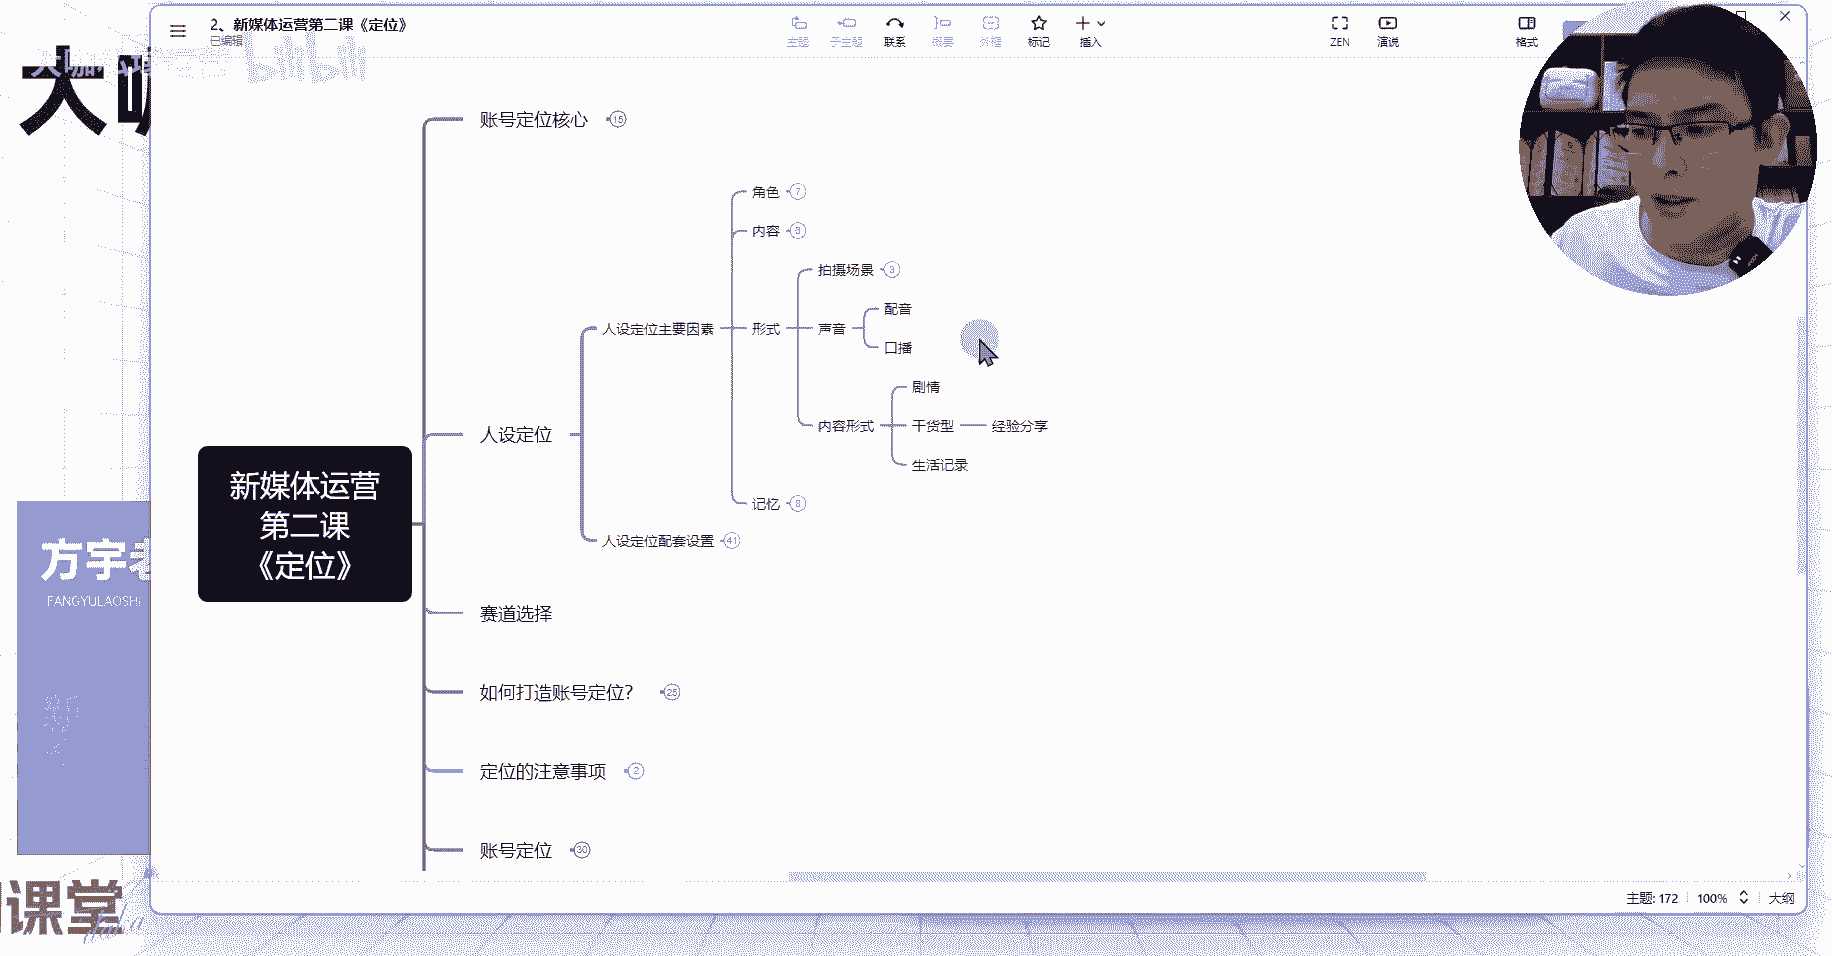 2、新媒体运营第二课《定位》
已编辑
主题
子主题
联系
概要
外框
标记
插入
ZEN
演说
格式
bilibili
账号定位核心 15
角色 7
内容 8
拍摄场景 3
配音
人设定位主要因素
形式
声音
口播
剧情
人设定位
内容形式
干货型
经验分享
生活记录
新媒体运营
第二课
《定位》
记忆 8
人设定位配套设置 41
方宇老
FANGYULAOSHI
赛道选择
如何打造账号定位? 25
定位的注意事项 2
账号定位 30
课堂
主题: 172
100%
大纲